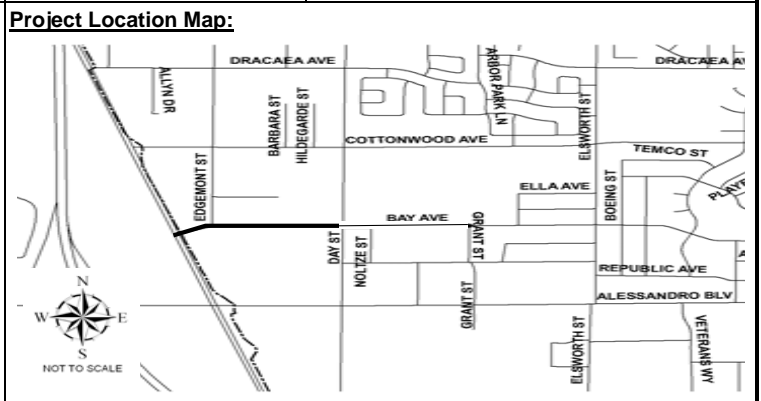 Project Location Map:
DRACAEA AVE
DRACAEA A
ALLYN DR
BARBARA ST
HILDEGARDE ST
ARBOR PARK LN
ELSWORTH ST
COTTONWOOD AVE
TEMCO ST
EDGEMONT ST
ELLA AVE
BOEING ST
PLAYE
BAY AVE
GRANT ST
DAY ST
NOLTZE ST
A
REPUBLIC AVE
ALESSANDRO BLV
GRANT ST
ELSWORTH ST
VETERANS WY
N
W
E
S
NOT TO SCALE